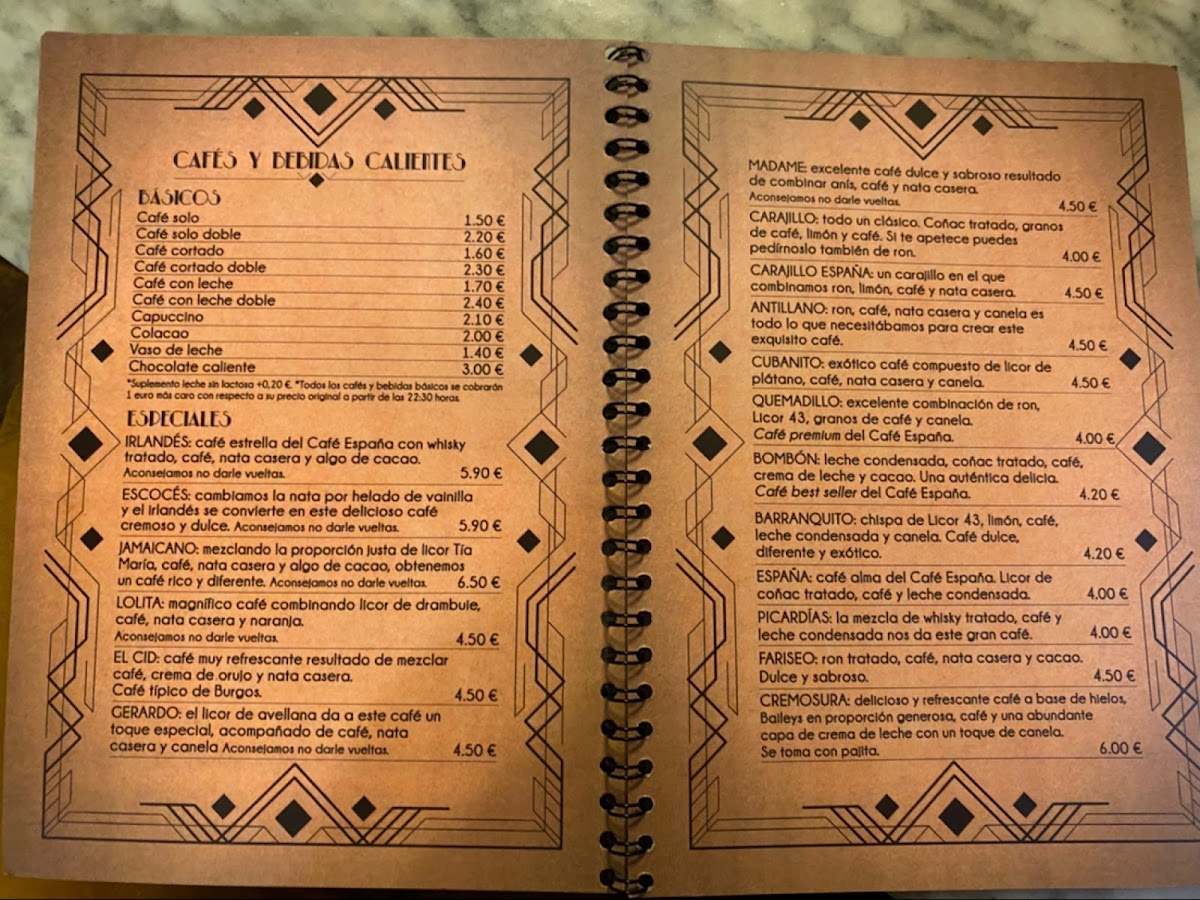 CAFÉS Y BEBIDAS CALIENTES
BÁSICOS
Café solo 1.50 €
Café solo doble 2.20 €
Café cortado 1.60 €
Café cortado doble 2.30 €
Café con leche 1.70 €
Café con leche doble 2.40 €
Capuccino 2.10 €
Colacao 2.00 €
Vaso de leche 1.40 €
Chocolate caliente 3.00 €
*Suplemento leche sin lactosa +0,20 €. *Todos los cafés y bebidas básicos se cobrarán
1 euro más caro con respecto a su precio original a partir de las 22:30 horas.
ESPECIALES
IRLANDÉS: café estrella del Café España con whisky
tratado, café, nata casera y algo de cacao.
Aconsejamos no darle vueltas. 5.90 €
ESCOCÉS: cambiamos la nata por helado de vainilla
y el irlandés se convierte en este delicioso café
cremoso y dulce. Aconsejamos no darle vueltas. 5.90 €
JAMAICANO: mezclando la proporción justa de licor Tía
María, café, nata casera y algo de cacao, obtenemos
un café rico y diferente. Aconsejamos no darle vueltas. 6.50 €
LOLITA: magnífico café combinando licor de drambuie,
café, nata casera y naranja.
Aconsejamos no darle vueltas. 4.50 €
EL CID: café muy refrescante resultado de mezclar
café, crema de orujo y nata casera.
Café típico de Burgos. 4.50 €
GERARDO: el licor de avellana da a este café un
toque especial, acompañado de café, nata
casera y canela Aconsejamos no darle vueltas. 4.50 €
MADAME: excelente café dulce y sabroso resultado
de combinar anís, café y nata casera.
Aconsejamos no darle vueltas. 4.50 €
CARAJILLO: todo un clásico. Coñac tratado, granos
de café, limón y café. Si te apetece puedes
pedírnoslo también de ron. 4.00 €
CARAJILLO ESPAÑA: un carajillo en el que
combinamos ron, limón, café y nata casera. 4.50 €
ANTILLANO: ron, café, nata casera y canela es
todo lo que necesitábamos para crear este
exquisito café. 4.50 €
CUBANITO: exótico café compuesto de licor de
plátano, café, nata casera y canela. 4.50 €
QUEMADILLO: excelente combinación de ron,
Licor 43, granos de café y canela.
Café premium del Café España. 4.00 €
BOMBÓN: leche condensada, coñac tratado, café,
crema de leche y cacao. Una auténtica delicia.
Café best seller del Café España. 4.20 €
BARRANQUITO: chispa de Licor 43, limón, café,
leche condensada y canela. Café dulce,
diferente y exótico. 4.20 €
ESPAÑA: café alma del Café España. Licor de
coñac tratado, café y leche condensada. 4.00 €
PICARDÍAS: la mezcla de whisky tratado, café y
leche condensada nos da este gran café. 4.00 €
FARISEO: ron tratado, café, nata casera y cacao.
Dulce y sabroso. 4.50 €
CREMOSURA: delicioso y refrescante café a base de hielos,
Baileys en proporción generosa, café y una abundante
capa de crema de leche con un toque de canela.
Se toma con pajita. 6.00 €